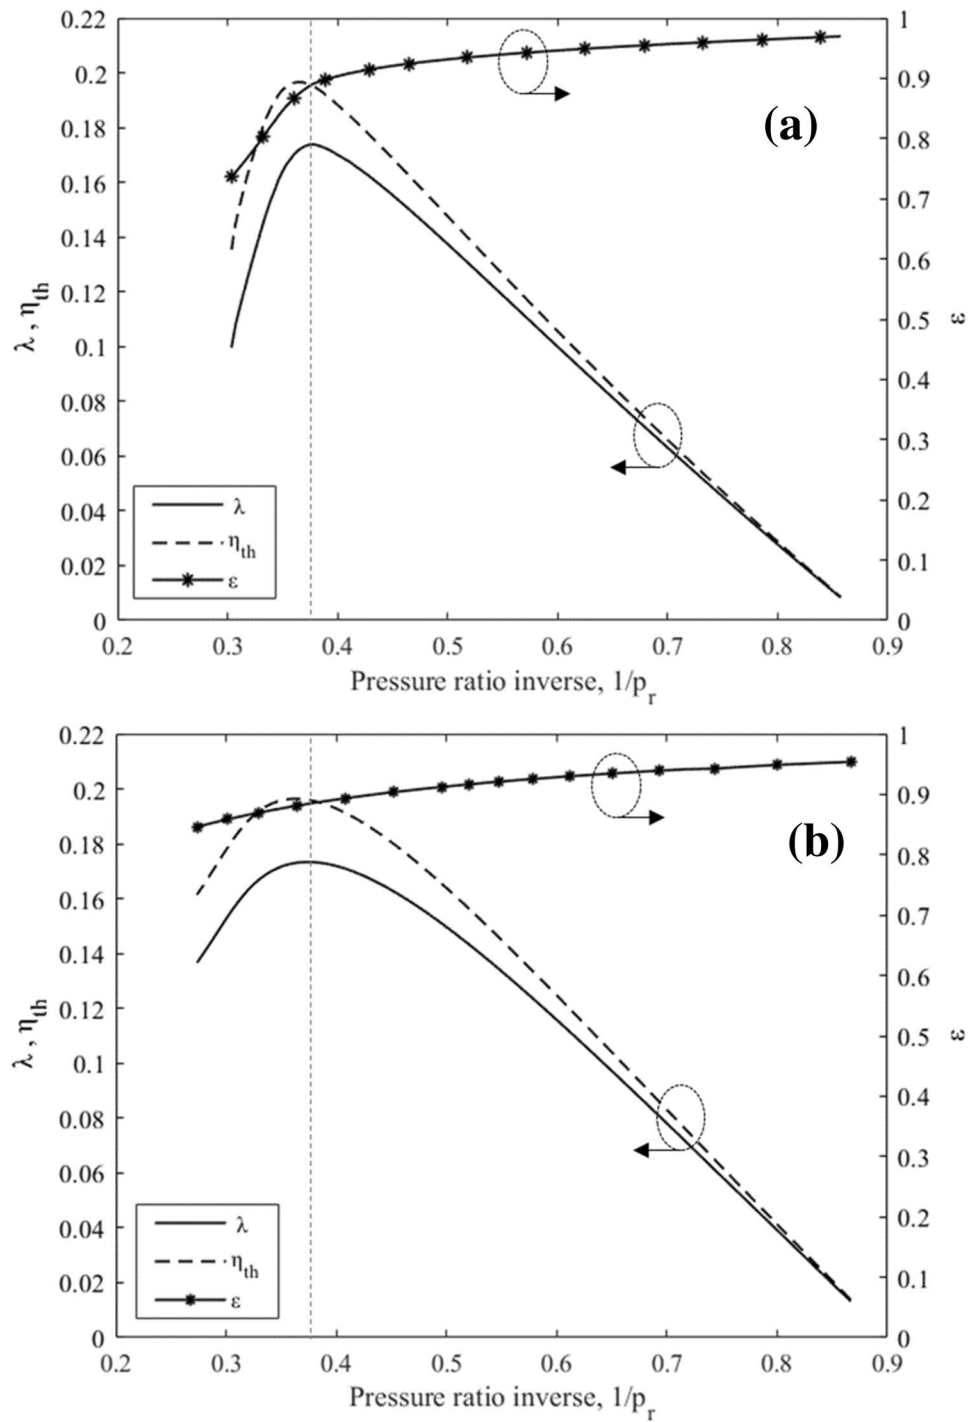 0.22
0.2
0.18
0.16
0.14
0.12
0.1
0.08
0.06
0.04
0.02
0
λ , η_th
1
0.9
0.8
0.7
0.6
0.5
0.4
0.3
0.2
0.1
0
ε
(a)
λ
η_th
ε
0.2 0.3 0.4 0.5 0.6 0.7 0.8 0.9
Pressure ratio inverse, 1/p_r
0.22
0.2
0.18
0.16
0.14
0.12
0.1
0.08
0.06
0.04
0.02
0
λ , η_th
1
0.9
0.8
0.7
0.6
0.5
0.4
0.3
0.2
0.1
0
ε
(b)
λ
η_th
ε
0.2 0.3 0.4 0.5 0.6 0.7 0.8 0.9
Pressure ratio inverse, 1/p_r